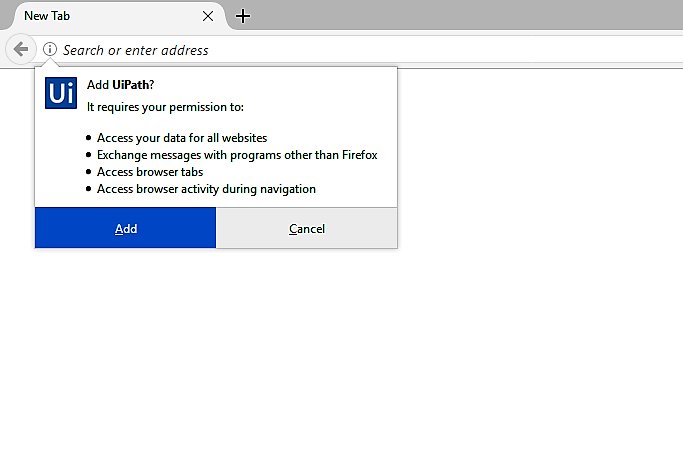 New Tab
Search or enter address
Ui
Add UiPath?
It requires your permission to:
Access your data for all websites
Exchange messages with programs other than Firefox
Access browser tabs
Access browser activity during navigation
Add
Cancel